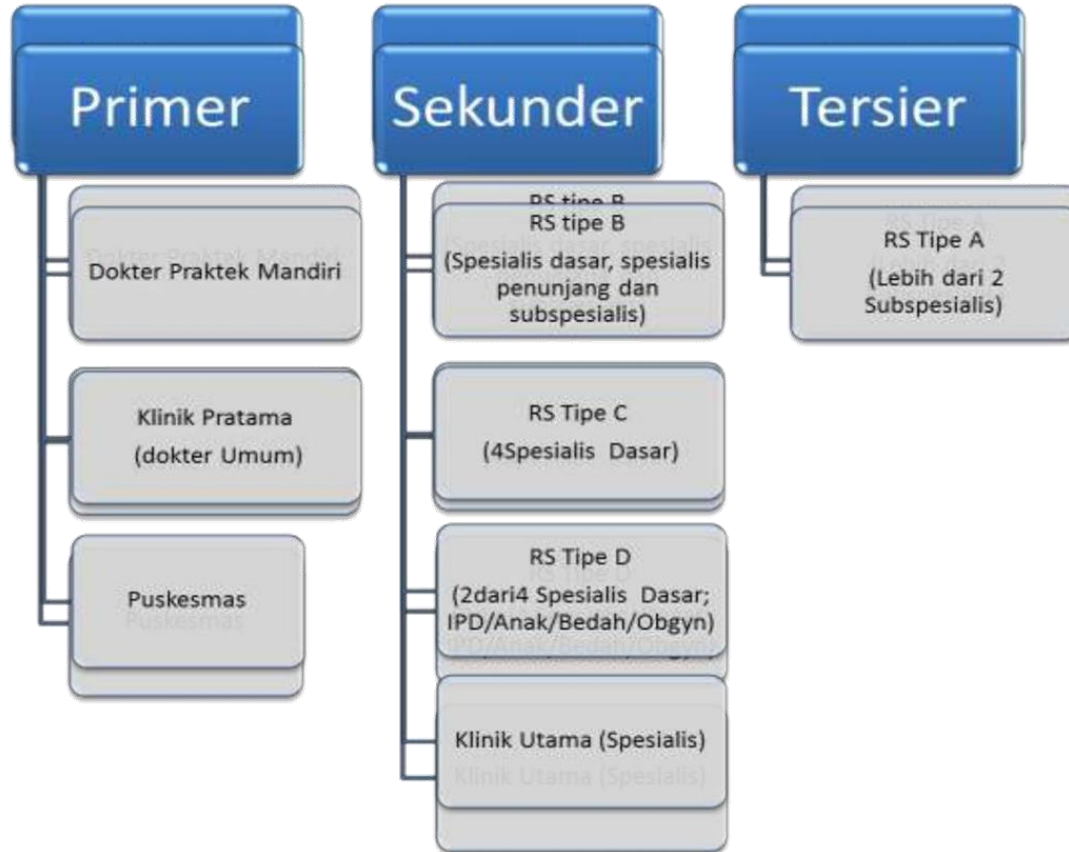 Primer
Dokter Praktek Mandiri
Klinik Pratama
(dokter Umum)
Puskesmas
Sekunder
RS tipe B
(Spesialis dasar, spesialis
penunjang dan
subspesialis)
RS Tipe C
(4Spesialis Dasar)
RS Tipe D
(2dari4 Spesialis Dasar;
IPD/Anak/Bedah/Obgyn)
Klinik Utama (Spesialis)
Tersier
RS Tipe A
(Lebih dari 2
Subspesialis)